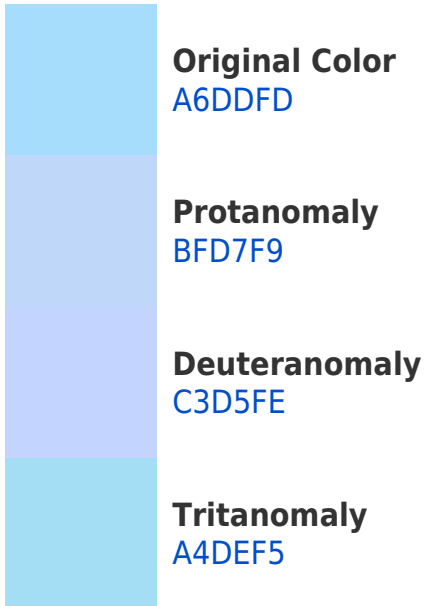 Original Color
A6DDFD
Protanomaly
BFD7F9
Deuteranomaly
C3D5FE
Tritanomaly
A4DEF5